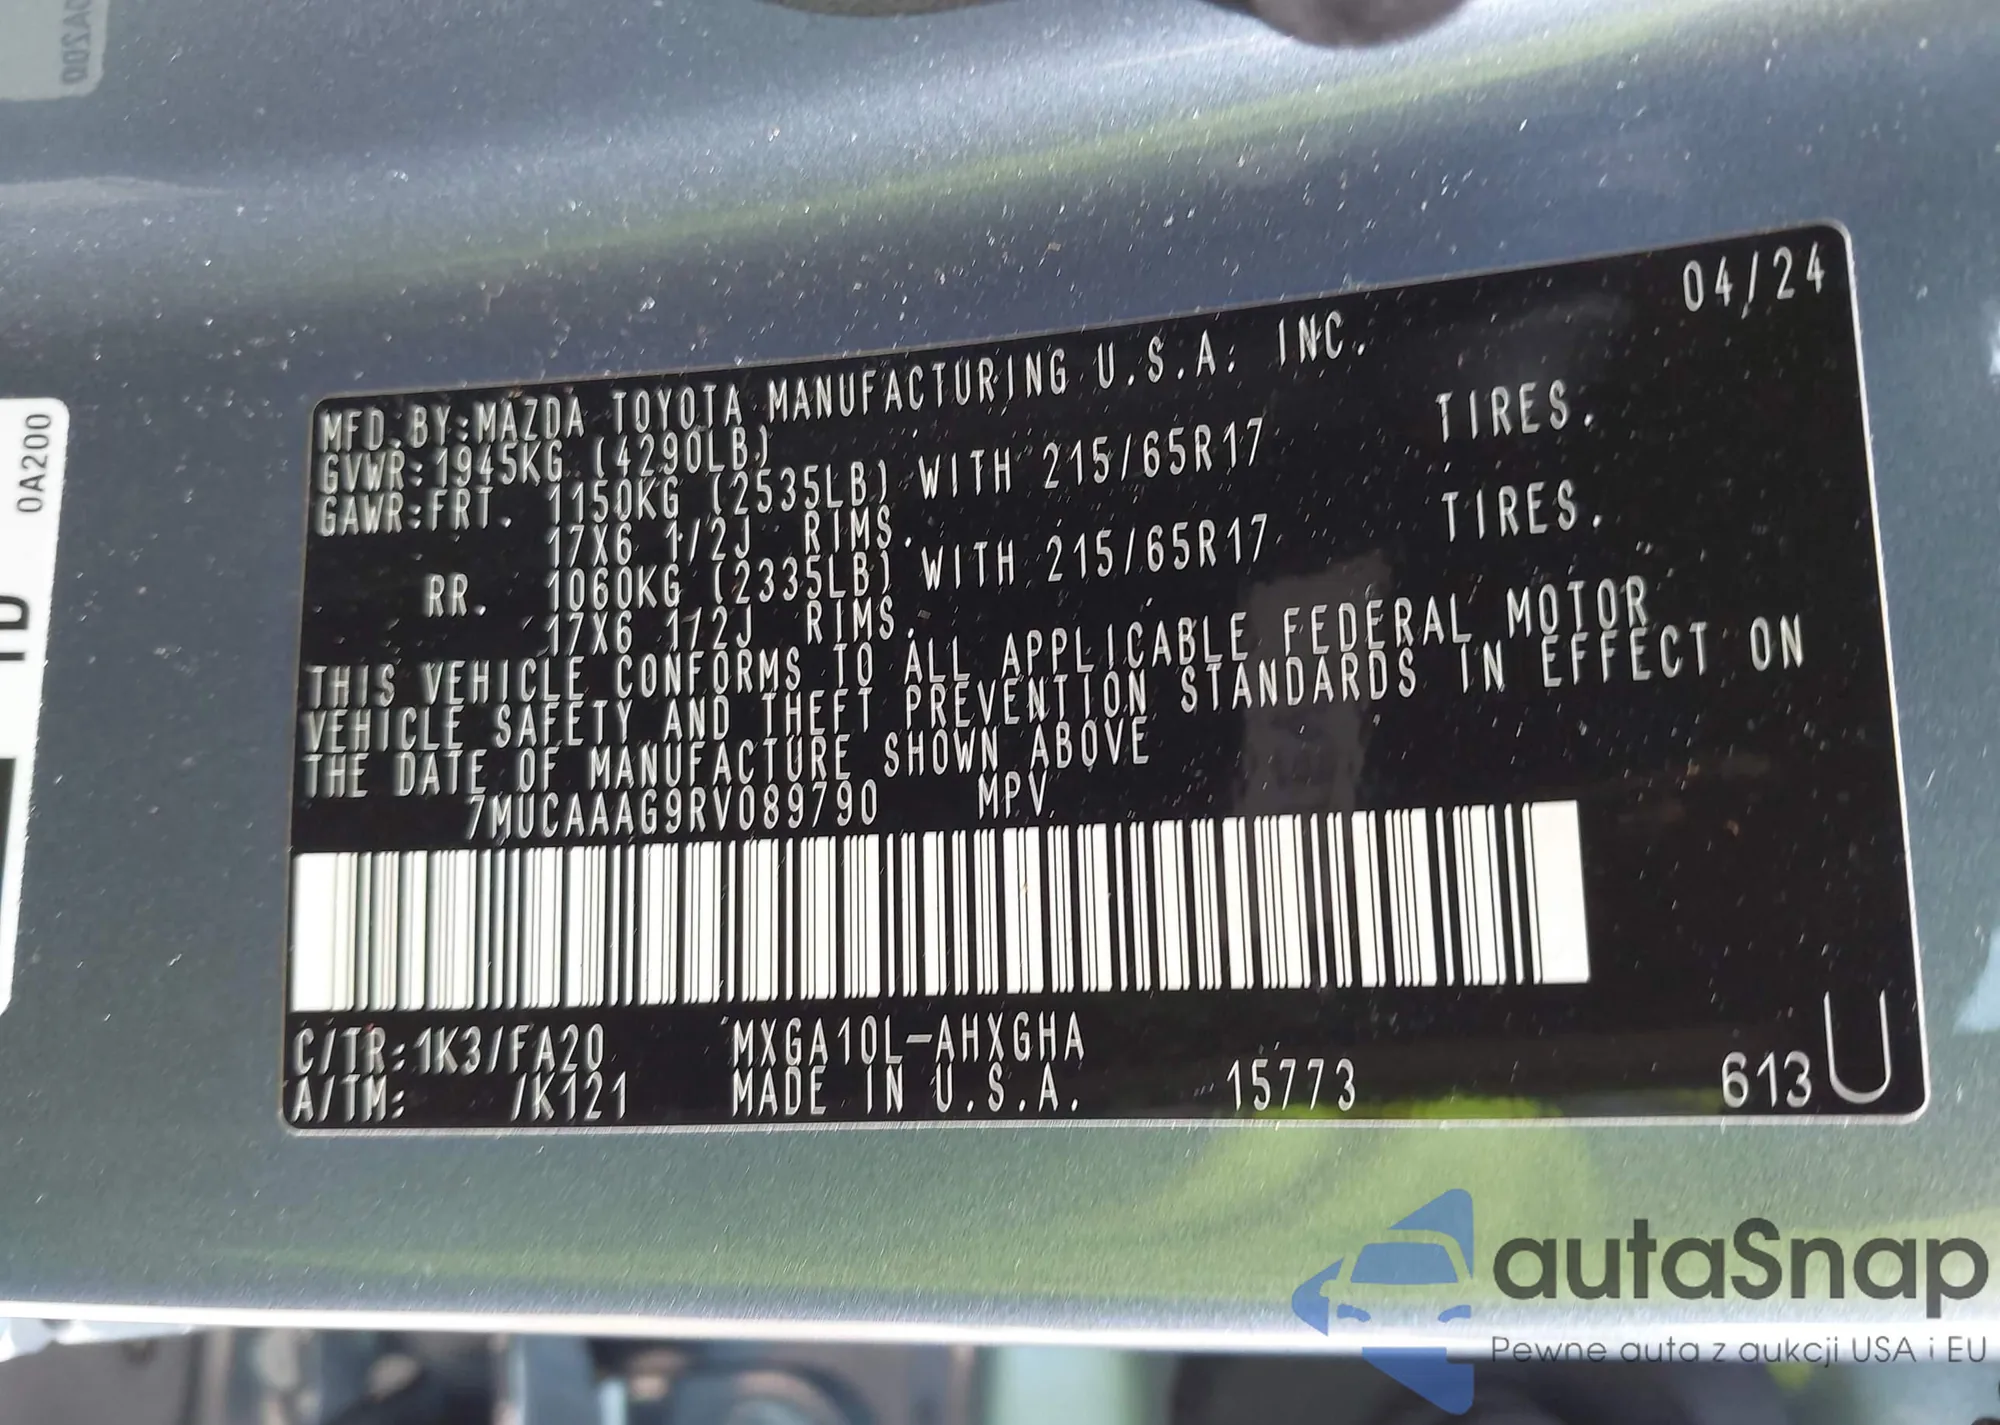 04/24
MFD.BY:MAZDA TOYOTA MANUFACTURING U.S.A. INC.
GVWR:1945KG (4290LB)
GAWR:FRT. 1150KG (2535LB) WITH 215/65R17 TIRES.
17X6 1/2J RIMS.
RR. 1060KG (2335LB) WITH 215/65R17 TIRES.
17X6 1/2J RIMS.
THIS VEHICLE CONFORMS TO ALL APPLICABLE FEDERAL MOTOR
VEHICLE SAFETY AND THEFT PREVENTION STANDARDS IN EFFECT ON
THE DATE OF MANUFACTURE SHOWN ABOVE
7MUCAAAG9RV089790 MPV
C/TR:1K3/FA20 MXGA10L-AHXGHA
A/TM: /K121 MADE IN U.S.A. 15773 613 U
0A200
0A200
autaSnap
Pewne auta z aukcji USA i EU